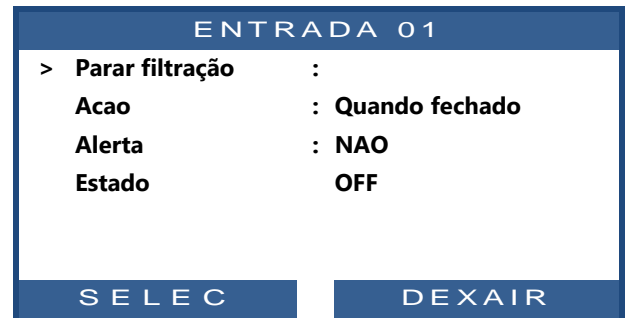 ENTRADA 01
> Parar filtração :
Acao : Quando fechado
Alerta : NAO
Estado OFF
SELEC DEXAIR